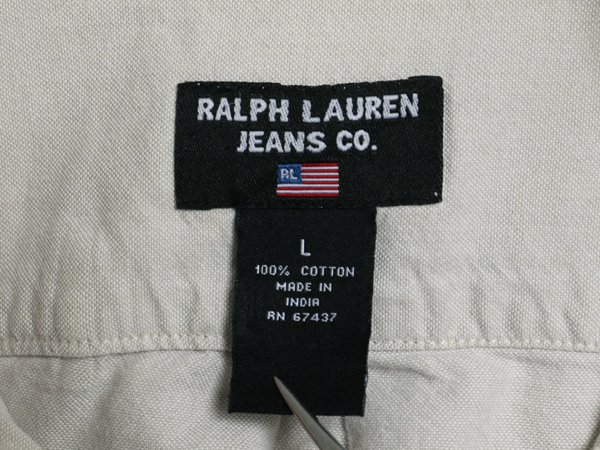 RALPH LAUREN
JEANS CO.
RL
L
100% COTTON
MADE IN
INDIA
RN 67437